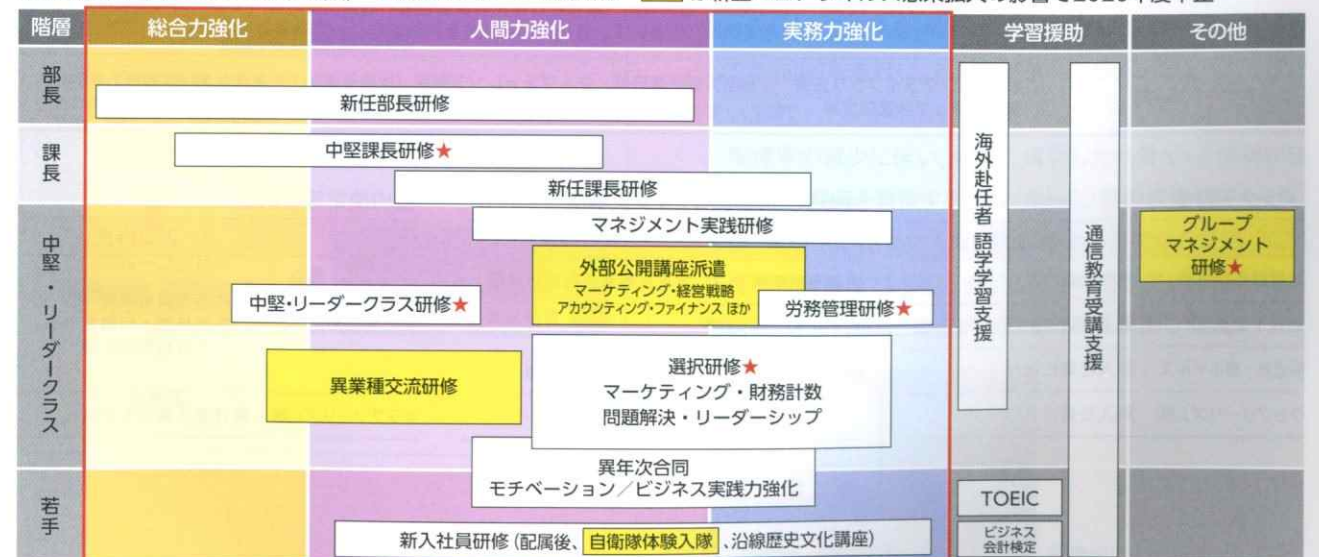 階層
総合力強化
人間力強化
実務力強化
学習援助
その他
部長
新任部長研修
課長
中堅課長研修★
新任課長研修
中堅・リーダークラス
マネジメント実践研修
外部公開講座派遣
マーケティング・経営戦略
アカウンティング・ファイナンス ほか
中堅・リーダークラス研修★
労務管理研修★
異業種交流研修
選択研修★
マーケティング・財務計数
問題解決・リーダーシップ
異年次合同
モチベーション／ビジネス実践力強化
若手
新入社員研修（配属後、自衛隊体験入隊、沿線歴史文化講座）
海外赴任者 語学学習支援
通信教育受講支援
TOEIC
ビジネス
会計検定
グループ
マネジメント
研修★